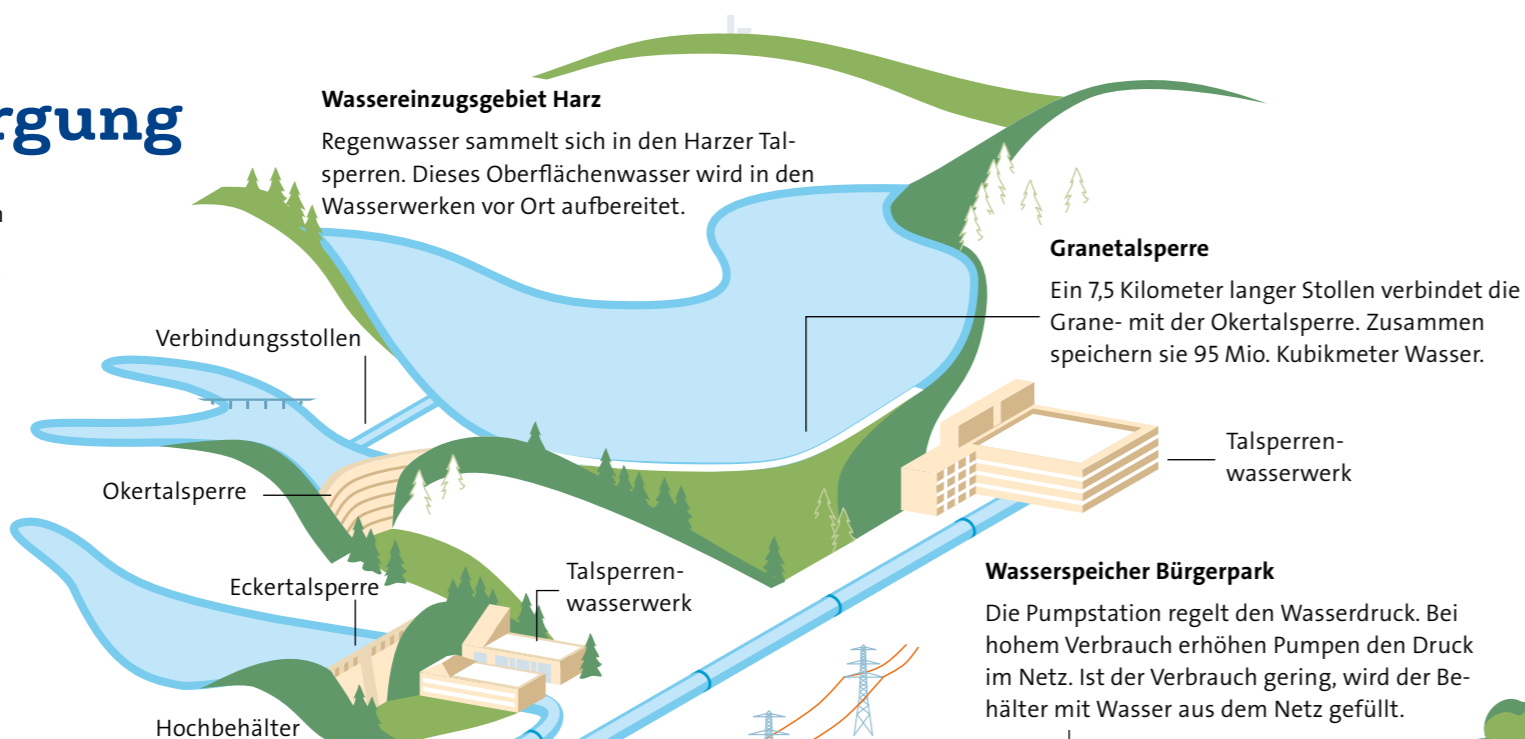 rgung
n
Wassereinzugsgebiet Harz
Regenwasser sammelt sich in den Harzer Tal-
sperren. Dieses Oberflächenwasser wird in den
Wasserwerken vor Ort aufbereitet.
Granetalsperre
Ein 7,5 Kilometer langer Stollen verbindet die
Grane- mit der Okertalsperre. Zusammen
speichern sie 95 Mio. Kubikmeter Wasser.
Verbindungsstollen
Talsperren-
wasserwerk
Okertalsperre
Eckertalsperre
Talsperren-
wasserwerk
Wasserspeicher Bürgerpark
Die Pumpstation regelt den Wasserdruck. Bei
hohem Verbrauch erhöhen Pumpen den Druck
im Netz. Ist der Verbrauch gering, wird der Be-
hälter mit Wasser aus dem Netz gefüllt.
Hochbehälter